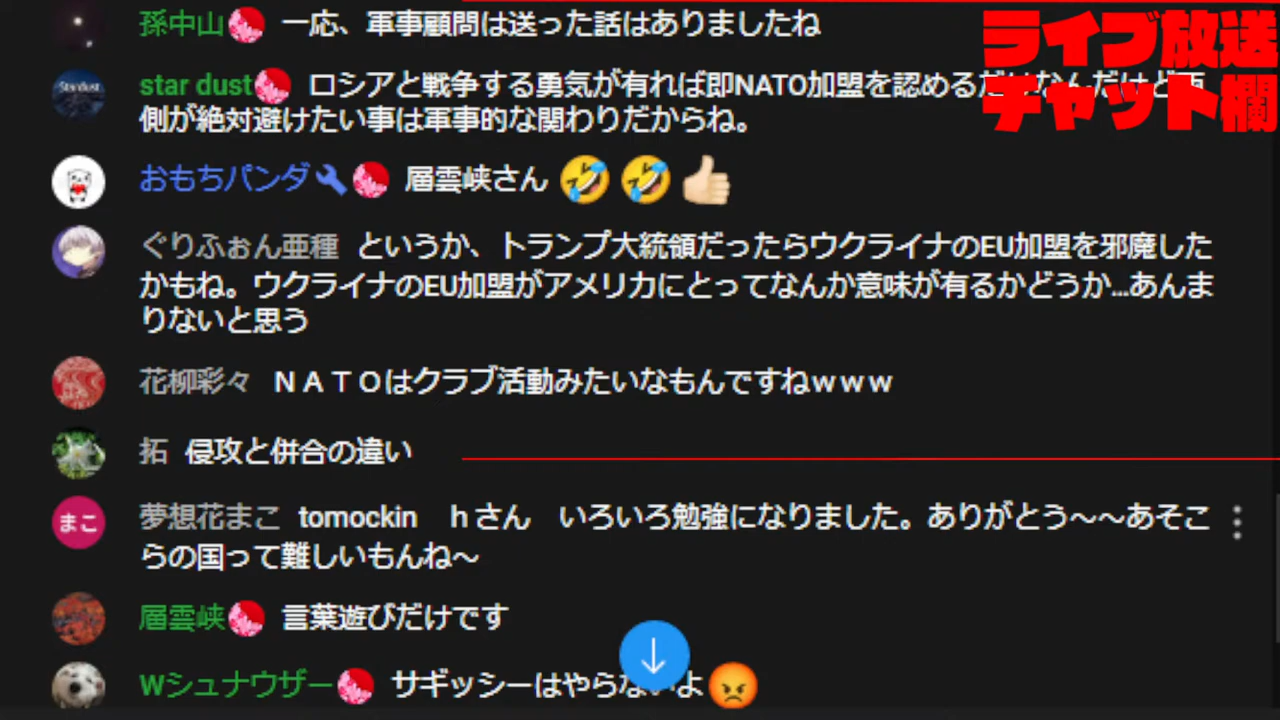 孫中山 一応、軍事顧問は送った話はありましたね
ライブ放送
チャット欄
star dust ロシアと戦争する勇気が有れば即NATO加盟を認めるだけなんだけど西
側が絶対避けたい事は軍事的な関わりだからね。
Stardust
おもちパンダ 層雲峡さん 🤣🤣👍🏻
ぐりふぉん亜種 というか、トランプ大統領だったらウクライナのEU加盟を邪魔した
かもね。ウクライナのEU加盟がアメリカにとってなんか意味が有るかどうか...あんま
りないと思う
花柳彩々 ＮＡＴＯはクラブ活動みたいなもんですねｗｗｗ
拓 侵攻と併合の違い
まこ
夢想花まこ tomockin　ｈさん　いろいろ勉強になりました。ありがとう〜〜あそこ
らの国って難しいもんね〜
層雲峡 言葉遊びだけです
Wシュナウザー サギッシーはやらないよ😡